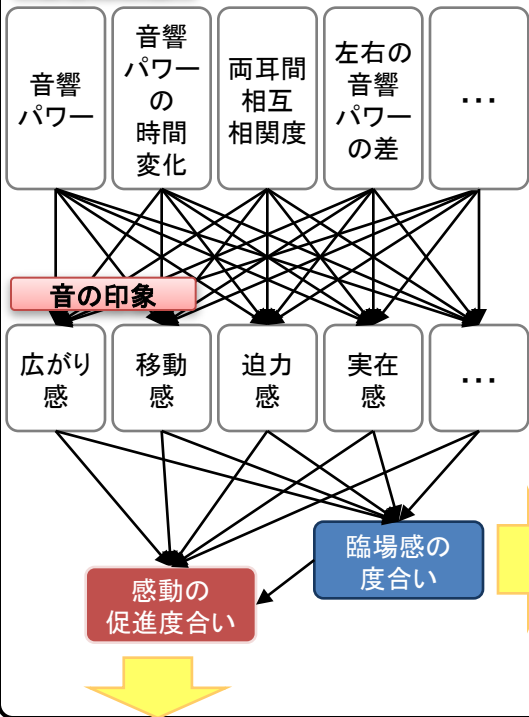 音響
パワー
音響
パワー
の
時間
変化
両耳間
相互
相関度
左右の
音響
パワー
の差
…
音の印象
広がり
感
移動
感
迫力
感
実在
感
…
臨場感の
度合い
感動の
促進度合い